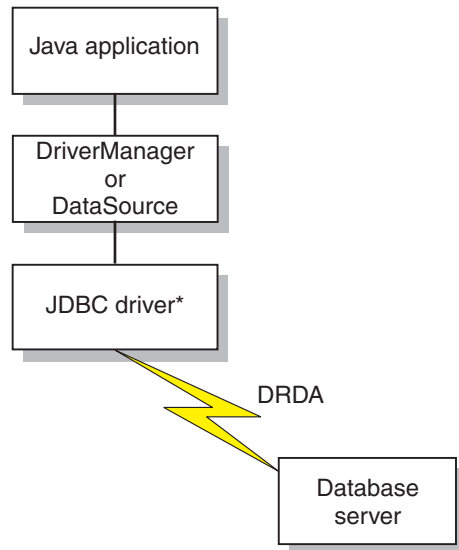 Java application
DriverManager
or
DataSource
JDBC driver*
DRDA
Database
server